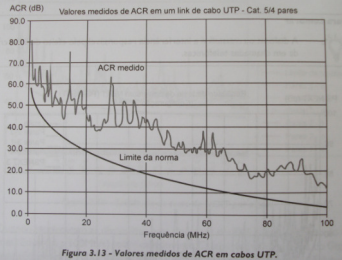 ACR (dB)
Valores medidos de ACR em um link de cabo UTP - Cat. 5/4 pares
90.0
80.0
70.0
60.0
50.0
40.0
30.0
20.0
10.0
0.0
ACR medido
Limite da norma
0 20 40 60 80 100
Frequência (MHz)
Figura 3.13 - Valores medidos de ACR em cabos UTP.